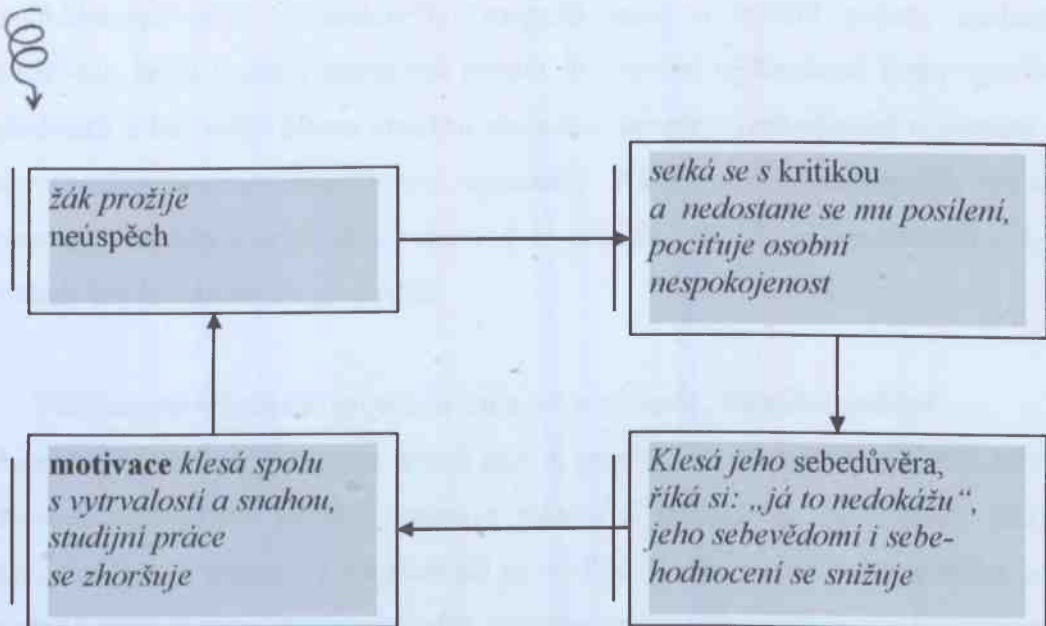 žák prožije
neúspěch
setká se s kritikou
a nedostane se mu posílení,
pociťuje osobní
nespokojenost
Klesá jeho sebedůvěra,
říká si: „já to nedokážu“,
jeho sebevědomí i sebe-
hodnocení se snižuje
motivace klesá spolu
s vytrvalostí a snahou,
studijní práce
se zhoršuje